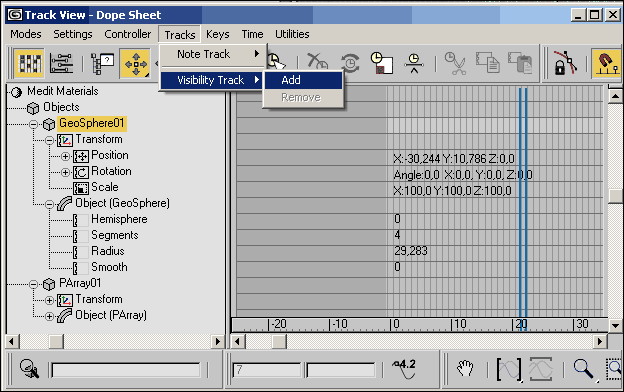 Track View - Dope Sheet
Modes Settings Controller Tracks Keys Time Utilities
Note Track
Visibility Track
Add
Remove
Medit Materials
Objects
GeoSphere01
Transform
Position
X:-30,244 Y:10,786 Z:0,0
Rotation
Angle:0,0 X:0,0, Y:0,0, Z:0,0
Scale
X:100,0 Y:100,0 Z:100,0
Object (GeoSphere)
Hemisphere
0
Segments
4
Radius
29,283
Smooth
0
PArray01
Transform
Object (PArray)
-20 -10 0 10 20 30
7
4.2